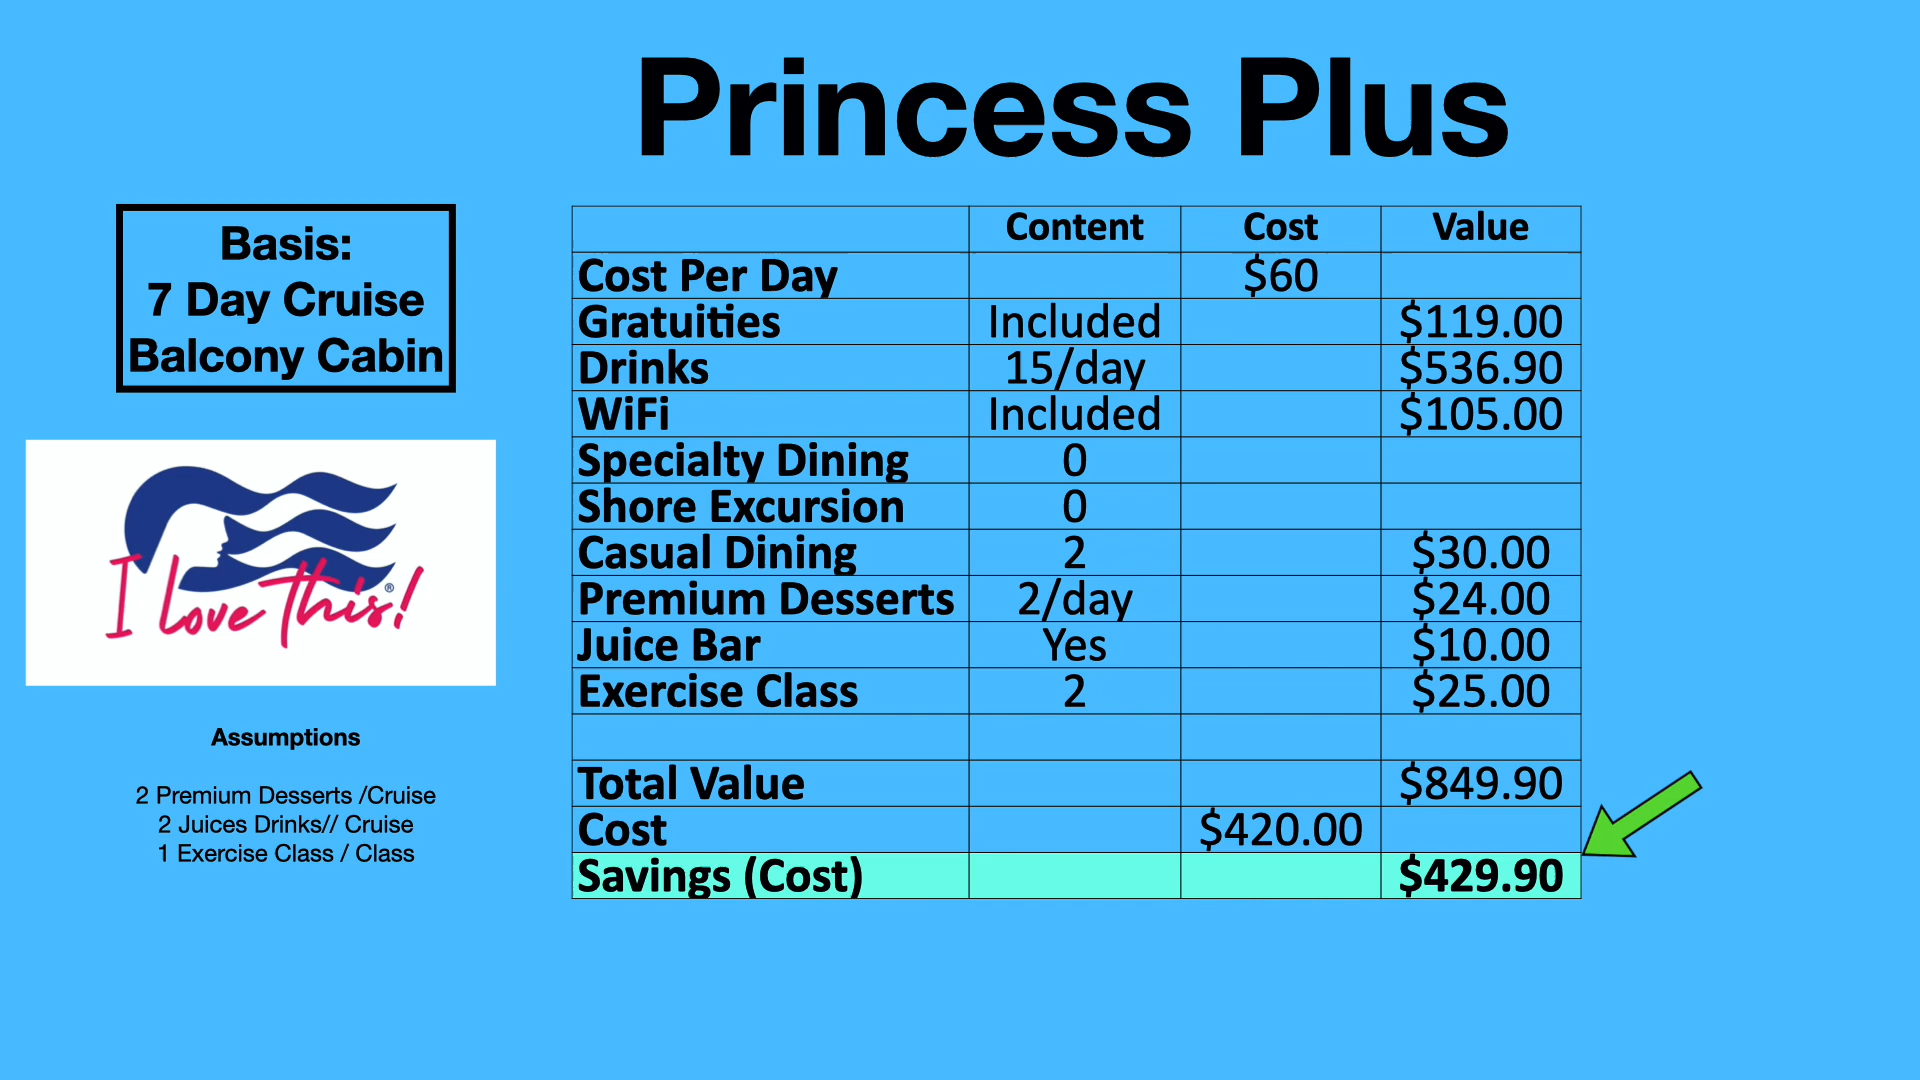 Princess Plus
Basis:
7 Day Cruise
Balcony Cabin
I love this!®
Assumptions
2 Premium Desserts /Cruise
2 Juices Drinks// Cruise
1 Exercise Class / Class
Content Cost Value
Cost Per Day $60
Gratuities Included $119.00
Drinks 15/day $536.90
WiFi Included $105.00
Specialty Dining 0
Shore Excursion 0
Casual Dining 2 $30.00
Premium Desserts 2/day $24.00
Juice Bar Yes $10.00
Exercise Class 2 $25.00
Total Value $849.90
Cost $420.00
Savings (Cost) $429.90